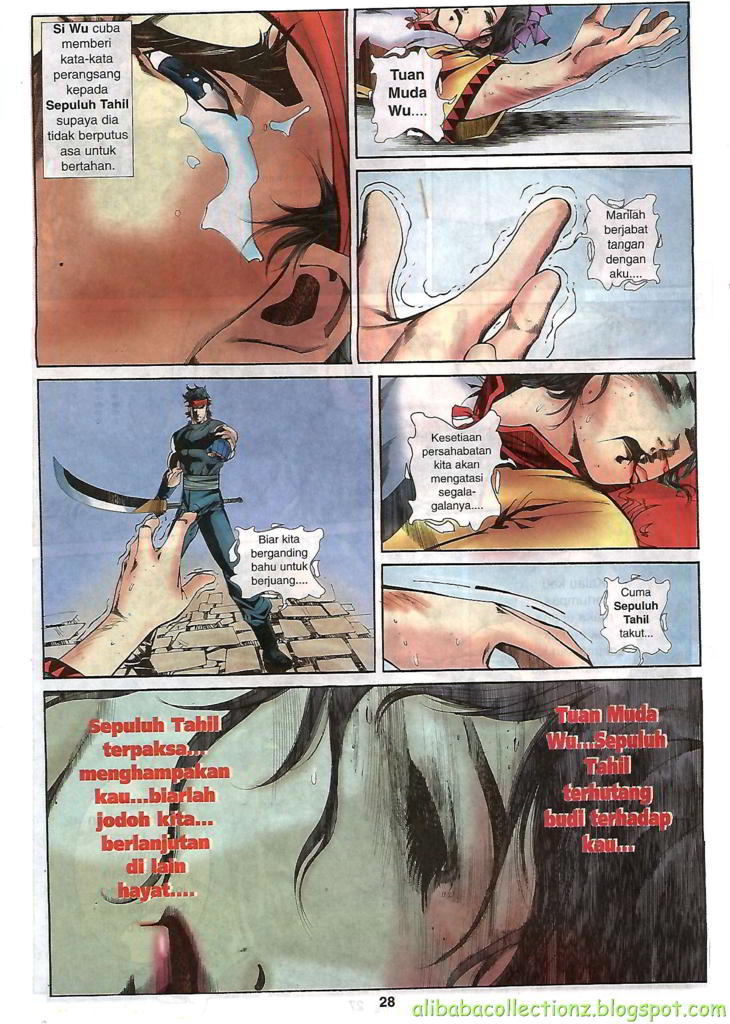 Si Wu cuba
memberi
kata-kata
perangsang
kepada
Sepuluh Tahil
supaya dia
tidak berputus
asa untuk
bertahan.
Tuan
Muda
Wu....
Marilah
berjabat
tangan
dengan
aku....
Biar kita
berganding
bahu untuk
berjuang....
Kesetiaan
persahabatan
kita akan
mengatasi
segala-
galanya....
Cuma
Sepuluh
Tahil
takut...
Sepuluh Tahil
terpaksa...
menghampakan
kau...biarlah
jodoh kita...
berlanjutan
di lain
hayat....
Tuan Muda
Wu...Sepuluh
Tahil
terhutang
budi terhadap
kau...
28
alibabacollectionz.blogspot.com